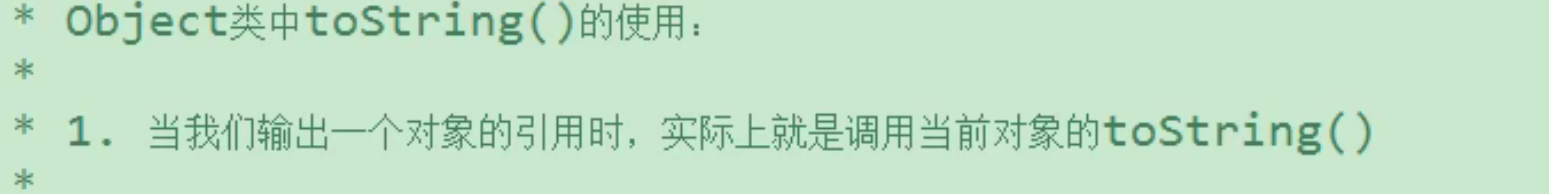 * Object类中toString()的使用：
*
* 1. 当我们输出一个对象的引用时，实际上就是调用当前对象的toString()
*